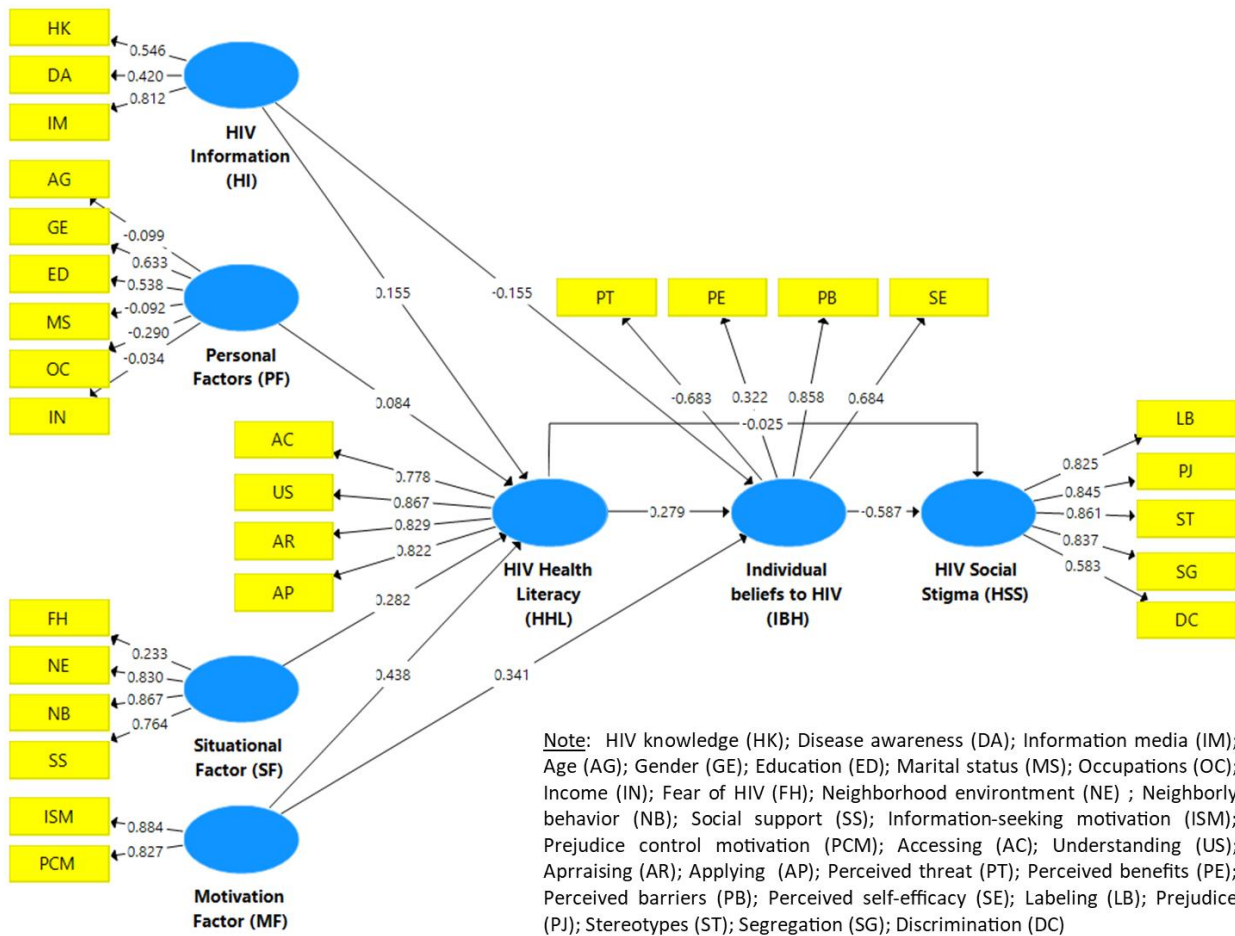 HK
DA
IM
0.546
0.420
0.812
HIV
Information
(HI)
AG
GE
ED
MS
OC
IN
-0.099
0.633
0.538
-0.092
-0.290
-0.034
Personal
Factors (PF)
0.155
-0.155
0.084
PT
PE
PB
SE
-0.683
0.322
0.858
0.684
-0.025
AC
US
AR
AP
0.778
0.867
0.829
0.822
HIV Health
Literacy
(HHL)
0.279
Individual
beliefs to HIV
(IBH)
-0.587
HIV Social
Stigma (HSS)
LB
PJ
ST
SG
DC
0.825
0.845
0.861
0.837
0.583
FH
NE
NB
SS
0.233
0.830
0.867
0.764
Situational
Factor (SF)
0.282
0.438
0.341
ISM
PCM
0.884
0.827
Motivation
Factor (MF)
Note: HIV knowledge (HK); Disease awareness (DA); Information media (IM);
Age (AG); Gender (GE); Education (ED); Marital status (MS); Occupations (OC);
Income (IN); Fear of HIV (FH); Neighborhood environtment (NE) ; Neighborly
behavior (NB); Social support (SS); Information-seeking motivation (ISM);
Prejudice control motivation (PCM); Accessing (AC); Understanding (US);
Aprraising (AR); Applying (AP); Perceived threat (PT); Perceived benefits (PE);
Perceived barriers (PB); Perceived self-efficacy (SE); Labeling (LB); Prejudice
(PJ); Stereotypes (ST); Segregation (SG); Discrimination (DC)